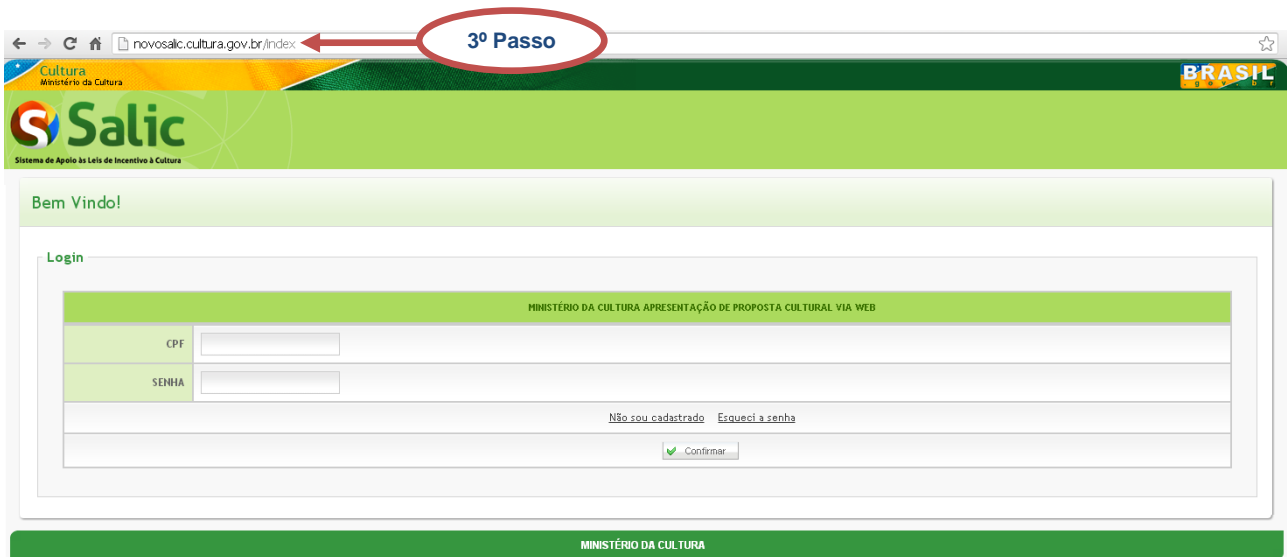 novosalic.cultura.gov.br/index
3º Passo
Cultura
Ministério da Cultura
BRASIL
.gov.br
Salic
Sistema de Apoio às Leis de Incentivo à Cultura
Bem Vindo!
Login
MINISTÉRIO DA CULTURA APRESENTAÇÃO DE PROPOSTA CULTURAL VIA WEB
CPF
SENHA
Não sou cadastrado Esqueci a senha
Confirmar
MINISTÉRIO DA CULTURA